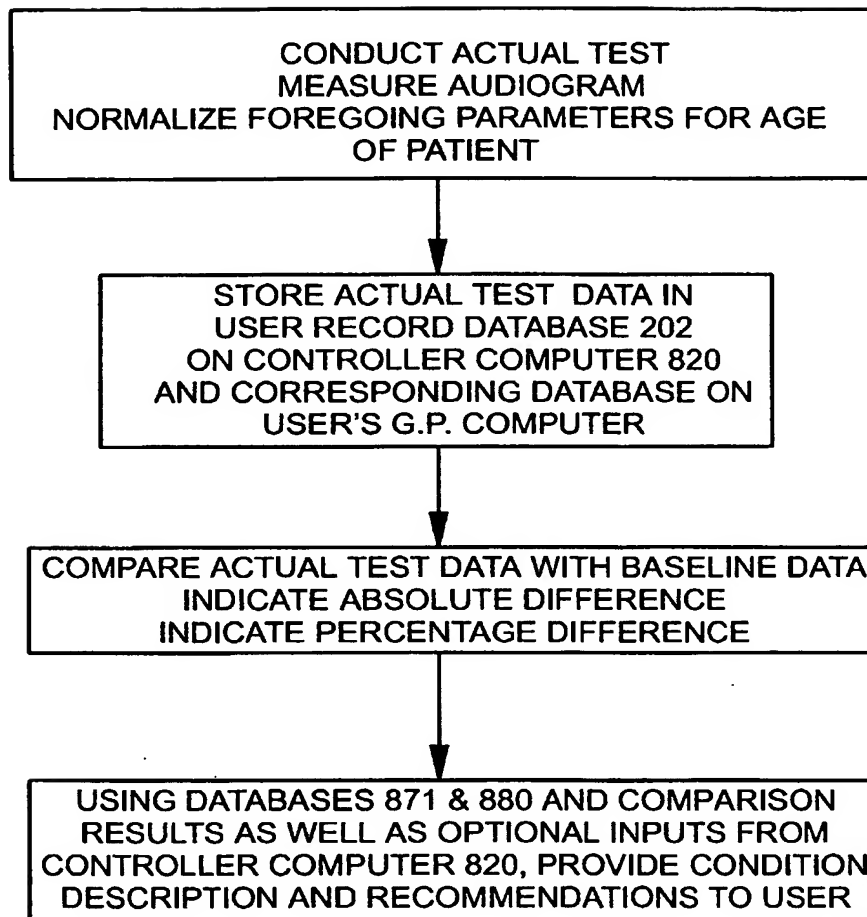 CONDUCT ACTUAL TEST
MEASURE AUDIOGRAM
NORMALIZE FOREGOING PARAMETERS FOR AGE
OF PATIENT
STORE ACTUAL TEST DATA IN
USER RECORD DATABASE 202
ON CONTROLLER COMPUTER 820
AND CORRESPONDING DATABASE ON
USER'S G.P. COMPUTER
COMPARE ACTUAL TEST DATA WITH BASELINE DATA
INDICATE ABSOLUTE DIFFERENCE
INDICATE PERCENTAGE DIFFERENCE
USING DATABASES 871 & 880 AND COMPARISON
RESULTS AS WELL AS OPTIONAL INPUTS FROM
CONTROLLER COMPUTER 820, PROVIDE CONDITION
DESCRIPTION AND RECOMMENDATIONS TO USER